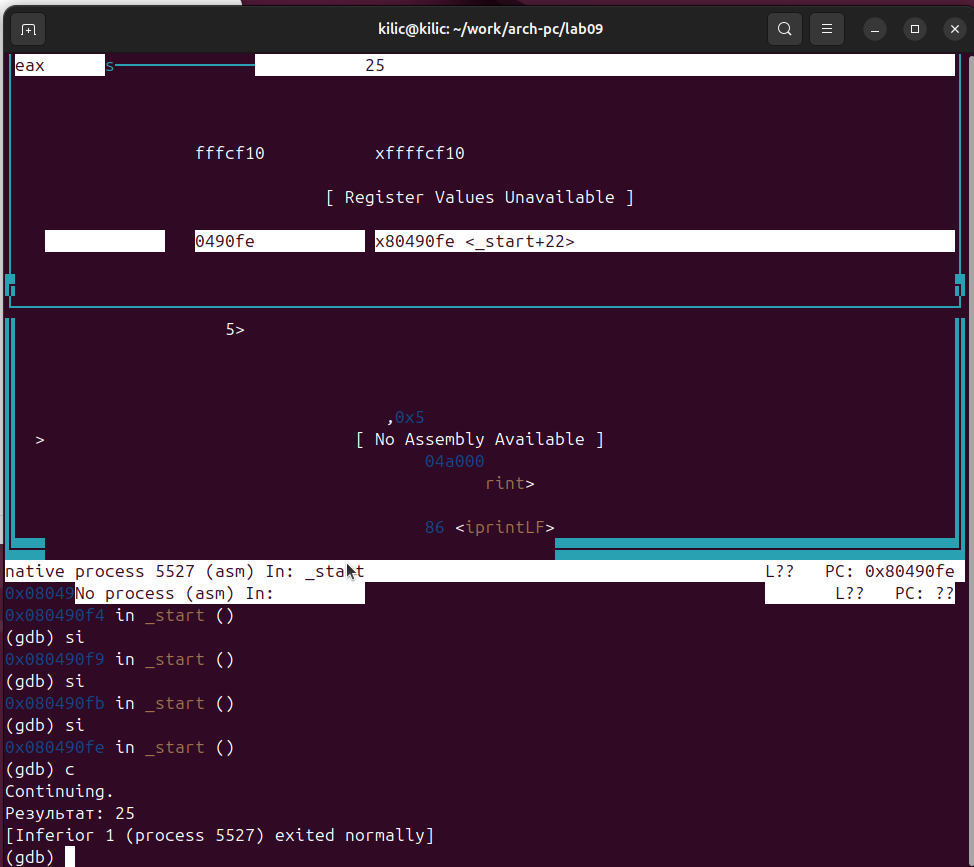 kilic@kilic: ~/work/arch-pc/lab09
eax s 25
fffcf10 xffffcf10
[ Register Values Unavailable ]
0490fe x80490fe <_start+22>
5>
,0x5
> [ No Assembly Available ]
04a000
rint>
86 <iprintLF>
native process 5527 (asm) In: _start L?? PC: 0x80490fe
0x08049No process (asm) In: L?? PC: ??
0x080490f4 in _start ()
(gdb) si
0x080490f9 in _start ()
(gdb) si
0x080490fb in _start ()
(gdb) si
0x080490fe in _start ()
(gdb) c
Continuing.
Результат: 25
[Inferior 1 (process 5527) exited normally]
(gdb)